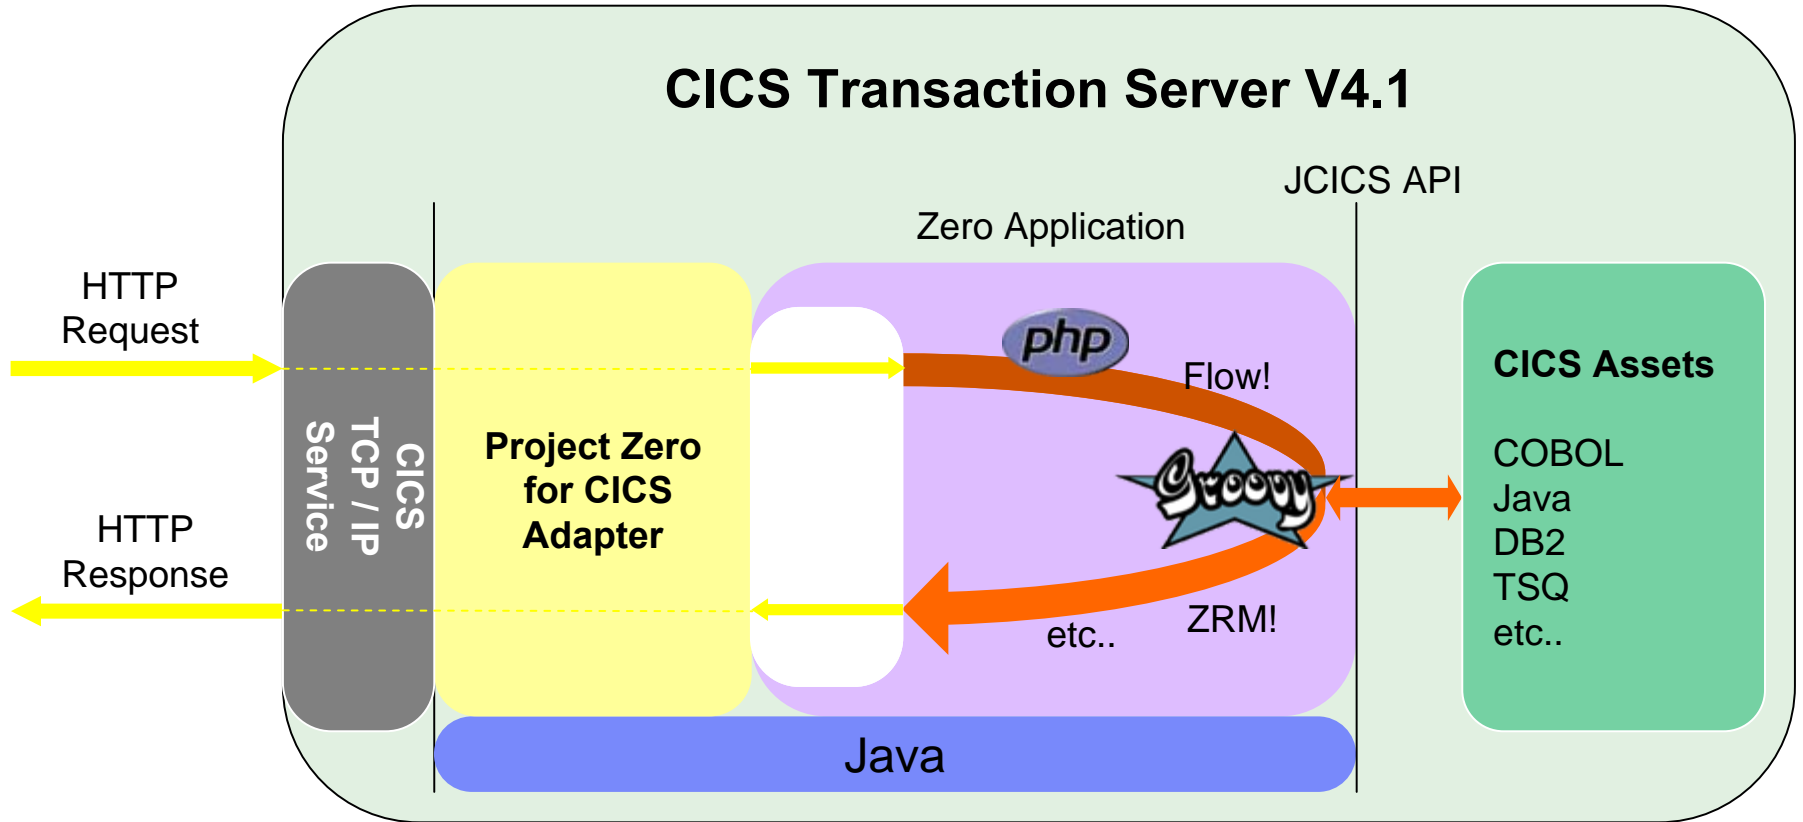 CICS Transaction Server V4.1
JCICS API
Zero Application
HTTP
Request
HTTP
Response
CICS
TCP / IP
Service
Project Zero
for CICS
Adapter
php
Flow!
Groovy
ZRM!
etc..
CICS Assets
COBOL
Java
DB2
TSQ
etc..
Java